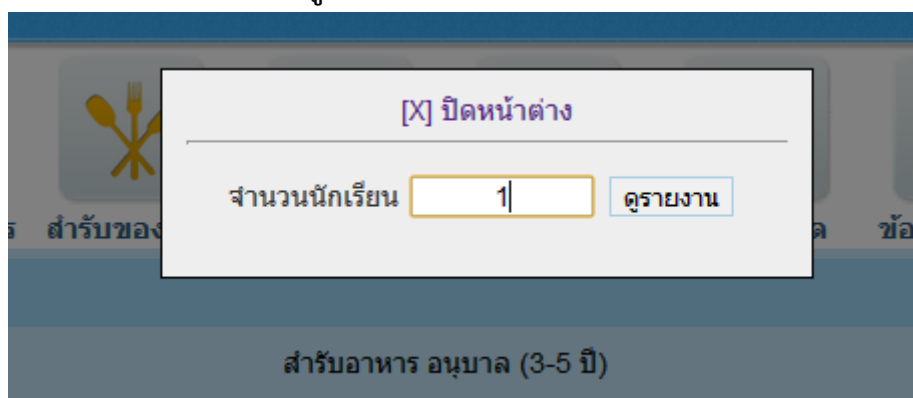 [X] ปิดหน้าต่าง
จำนวนนักเรียน 1 ดูรายงาน
สำรับของ
สำรับอาหาร อนุบาล (3-5 ปี)